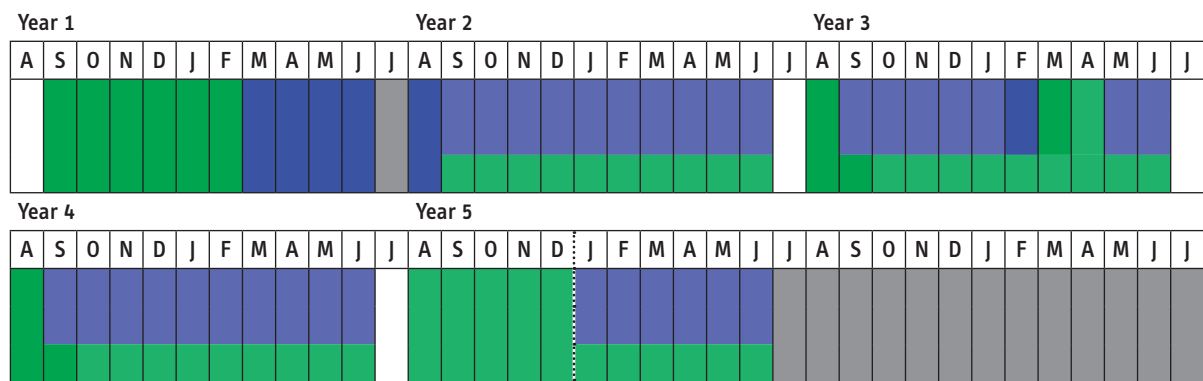 Year 1 Year 2 Year 3
A S O N D J F M A M J J A S O N D J F M A M J J A S O N D J F M A M J J
Year 4 Year 5
A S O N D J F M A M J J A S O N D J F M A M J J A S O N D J F M A M J J